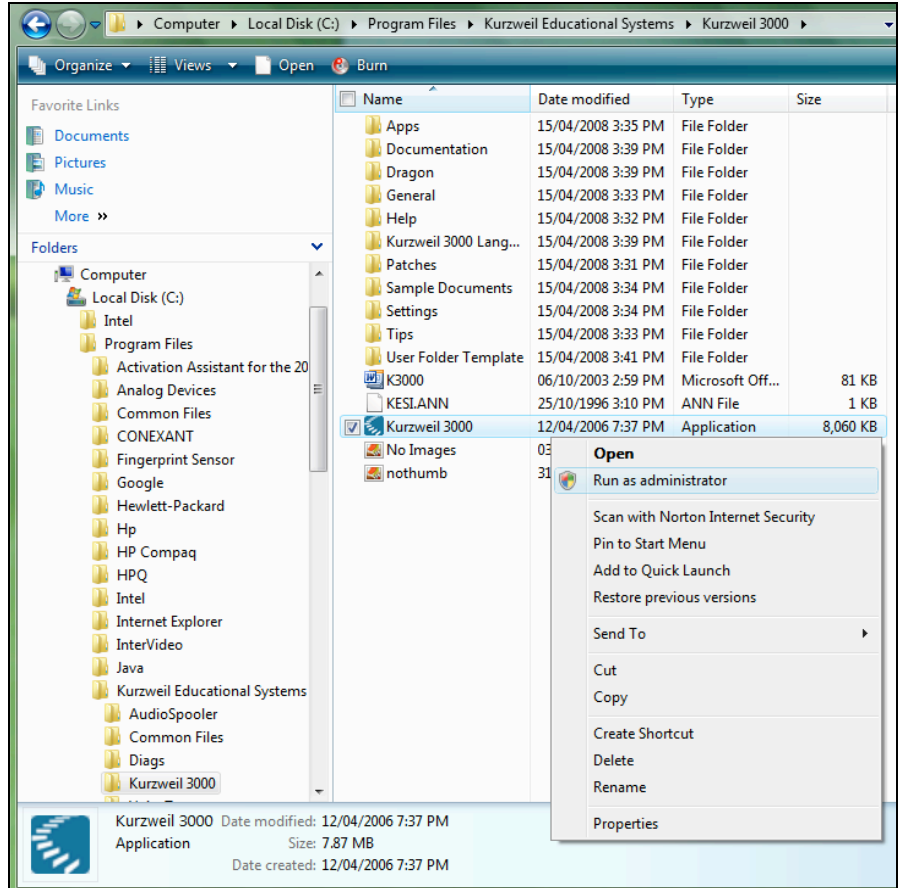 Computer ▸ Local Disk (C:) ▸ Program Files ▸ Kurzweil Educational Systems ▸ Kurzweil 3000 ▸
Organize Views Open Burn
Favorite Links
Documents
Pictures
Music
More »
Folders
Computer
Local Disk (C:)
Intel
Program Files
Activation Assistant for the 20
Analog Devices
Common Files
CONEXANT
Fingerprint Sensor
Google
Hewlett-Packard
Hp
HP Compaq
HPQ
Intel
Internet Explorer
InterVideo
Java
Kurzweil Educational Systems
AudioSpooler
Common Files
Diags
Kurzweil 3000
Name Date modified Type Size
Apps 15/04/2008 3:35 PM File Folder
Documentation 15/04/2008 3:39 PM File Folder
Dragon 15/04/2008 3:39 PM File Folder
General 15/04/2008 3:33 PM File Folder
Help 15/04/2008 3:32 PM File Folder
Kurzweil 3000 Lang... 15/04/2008 3:39 PM File Folder
Patches 15/04/2008 3:31 PM File Folder
Sample Documents 15/04/2008 3:34 PM File Folder
Settings 15/04/2008 3:34 PM File Folder
Tips 15/04/2008 3:33 PM File Folder
User Folder Template 15/04/2008 3:41 PM File Folder
K3000 06/10/2003 2:59 PM Microsoft Off... 81 KB
KESI.ANN 25/10/1996 3:10 PM ANN File 1 KB
Kurzweil 3000 12/04/2006 7:37 PM Application 8,060 KB
No Images 03
nothumb 31
Open
Run as administrator
Scan with Norton Internet Security
Pin to Start Menu
Add to Quick Launch
Restore previous versions
Send To
Cut
Copy
Create Shortcut
Delete
Rename
Properties
Kurzweil 3000 Date modified: 12/04/2006 7:37 PM
Application Size: 7.87 MB
Date created: 12/04/2006 7:37 PM